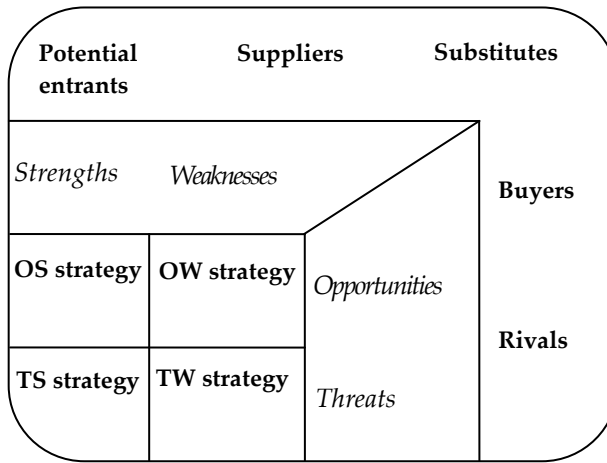 Potential
entrants
Suppliers
Substitutes
Strengths
Weaknesses
Buyers
OS strategy
OW strategy
Opportunities
Rivals
TS strategy
TW strategy
Threats